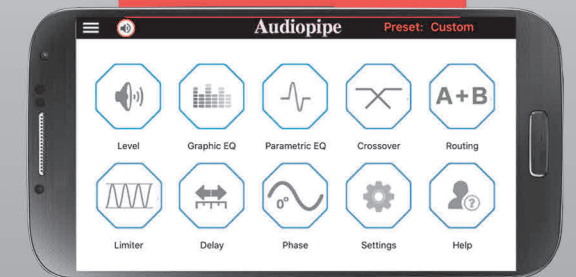 Audiopipe Preset: Custom
A+B
Level Graphic EQ Parametric EQ Crossover Routing
0°
?
Limiter Delay Phase Settings Help